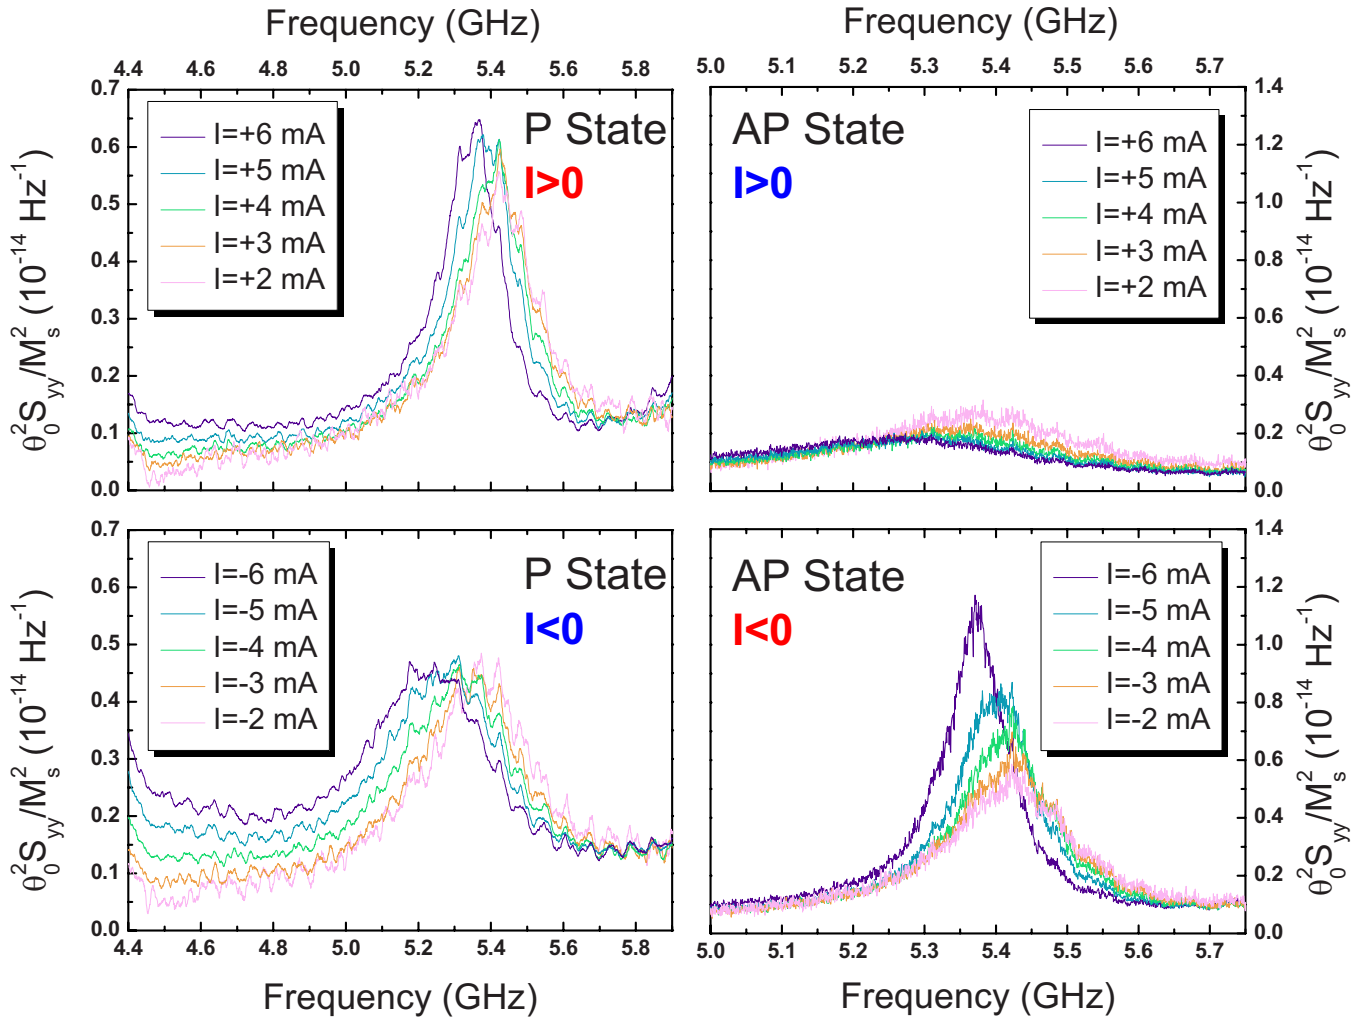 Frequency (GHz)
4.4 4.6 4.8 5.0 5.2 5.4 5.6 5.8
0.7
0.6
0.5
0.4
0.3
0.2
0.1
0.0
θ₀²S_yy/M_s² (10⁻¹⁴ Hz⁻¹)
I=+6 mA
I=+5 mA
I=+4 mA
I=+3 mA
I=+2 mA
P State
I>0
Frequency (GHz)
5.0 5.1 5.2 5.3 5.4 5.5 5.6 5.7
AP State
I>0
I=+6 mA
I=+5 mA
I=+4 mA
I=+3 mA
I=+2 mA
1.4
1.2
1.0
0.8
0.6
0.4
0.2
0.0
θ₀²S_yy/M_s² (10⁻¹⁴ Hz⁻¹)
0.7
0.6
0.5
0.4
0.3
0.2
0.1
0.0
θ₀²S_yy/M_s² (10⁻¹⁴ Hz⁻¹)
I=-6 mA
I=-5 mA
I=-4 mA
I=-3 mA
I=-2 mA
P State
I<0
4.4 4.6 4.8 5.0 5.2 5.4 5.6 5.8
Frequency (GHz)
AP State
I<0
I=-6 mA
I=-5 mA
I=-4 mA
I=-3 mA
I=-2 mA
1.4
1.2
1.0
0.8
0.6
0.4
0.2
0.0
θ₀²S_yy/M_s² (10⁻¹⁴ Hz⁻¹)
5.0 5.1 5.2 5.3 5.4 5.5 5.6 5.7
Frequency (GHz)